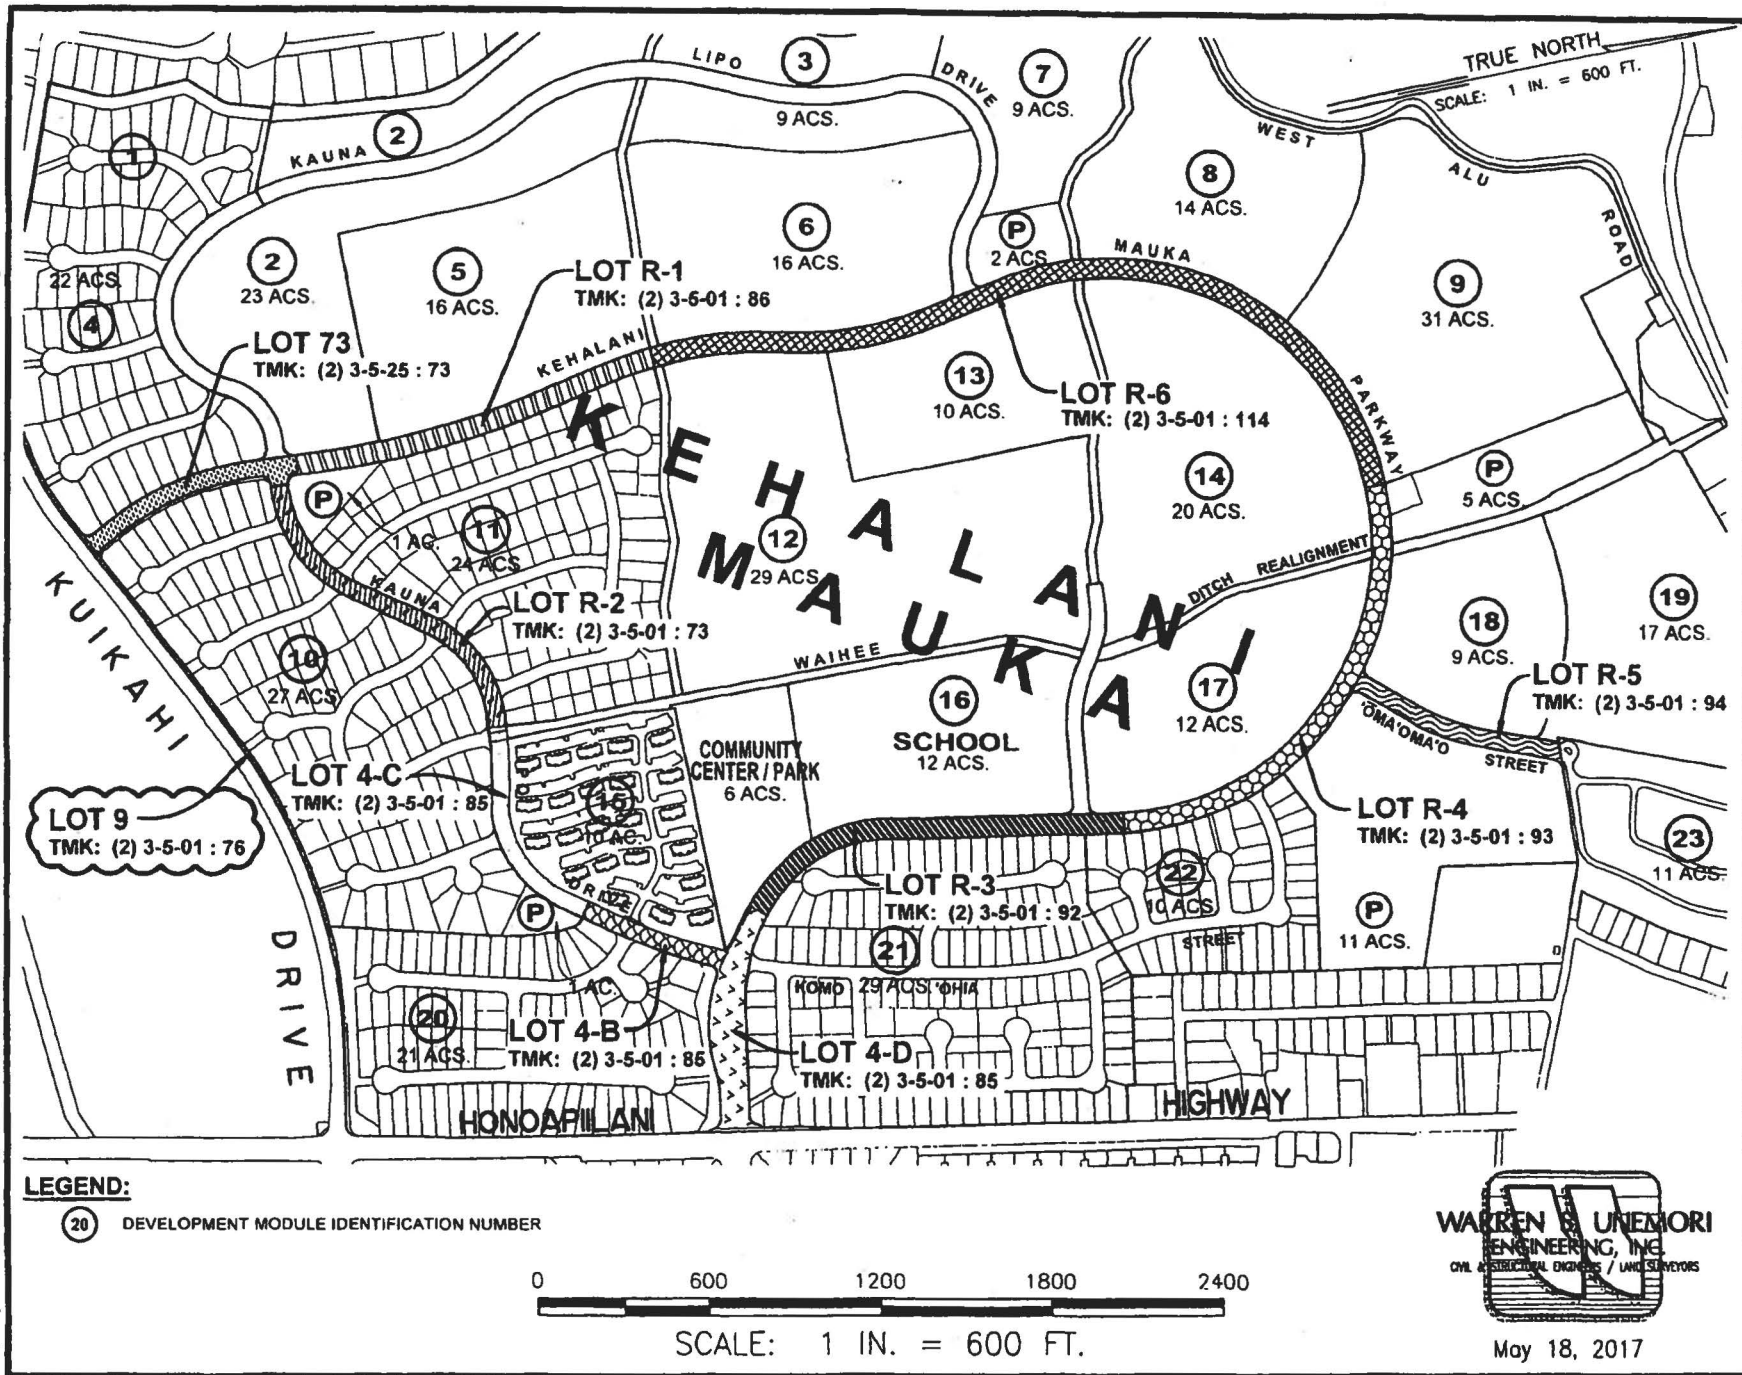 TRUE NORTH
SCALE: 1 IN. = 600 FT.
LIPO
DRIVE
3
9 ACS.
7
9 ACS.
WEST
ALU
ROAD
1
KAUNA
2
8
14 ACS.
P
2 ACS.
MAUKA
PARKWAY
9
31 ACS.
22 ACS.
4
2
23 ACS.
5
16 ACS.
6
16 ACS.
LOT R-1
TMK: (2) 3-5-01 : 86
LOT 73
TMK: (2) 3-5-25 : 73
KEHALANI
13
10 ACS.
LOT R-6
TMK: (2) 3-5-01 : 114
KEHALANI
MAUKA
14
20 ACS.
P
5 ACS.
P
1 AC.
11
24 ACS.
12
29 ACS.
KAUNA
LOT R-2
TMK: (2) 3-5-01 : 73
WAIHEE
DITCH
REALIGNMENT
18
9 ACS.
19
17 ACS.
KUIKAHI
DRIVE
10
27 ACS
16
SCHOOL
12 ACS.
17
12 ACS.
LOT R-5
TMK: (2) 3-5-01 : 94
'OMA'OMA'O
STREET
COMMUNITY
CENTER / PARK
6 ACS.
LOT 4-C
TMK: (2) 3-5-01 : 85
15
10 AC.
LOT 9
TMK: (2) 3-5-01 : 76
LOT R-4
TMK: (2) 3-5-01 : 93
23
11 ACS.
LOT R-3
TMK: (2) 3-5-01 : 92
22
10 ACS
STREET
DRIVE
P
1 AC.
P
11 ACS.
21
29 ACS.
KOMO 'OHIA
20
21 ACS.
LOT 4-B
TMK: (2) 3-5-01 : 85
LOT 4-D
TMK: (2) 3-5-01 : 85
HONOAPIILANI
HIGHWAY
LEGEND:
20 DEVELOPMENT MODULE IDENTIFICATION NUMBER
0 600 1200 1800 2400
SCALE: 1 IN. = 600 FT.
WARREN S. UNEMORI
ENGINEERING, INC.
CIVIL & STRUCTURAL ENGINEERS / LAND SURVEYORS
May 18, 2017